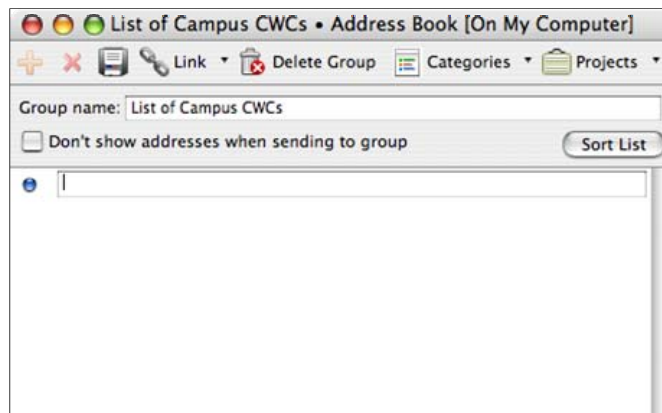 List of Campus CWCs • Address Book [On My Computer]
Link Delete Group Categories Projects
Group name: List of Campus CWCs
Don't show addresses when sending to group Sort List